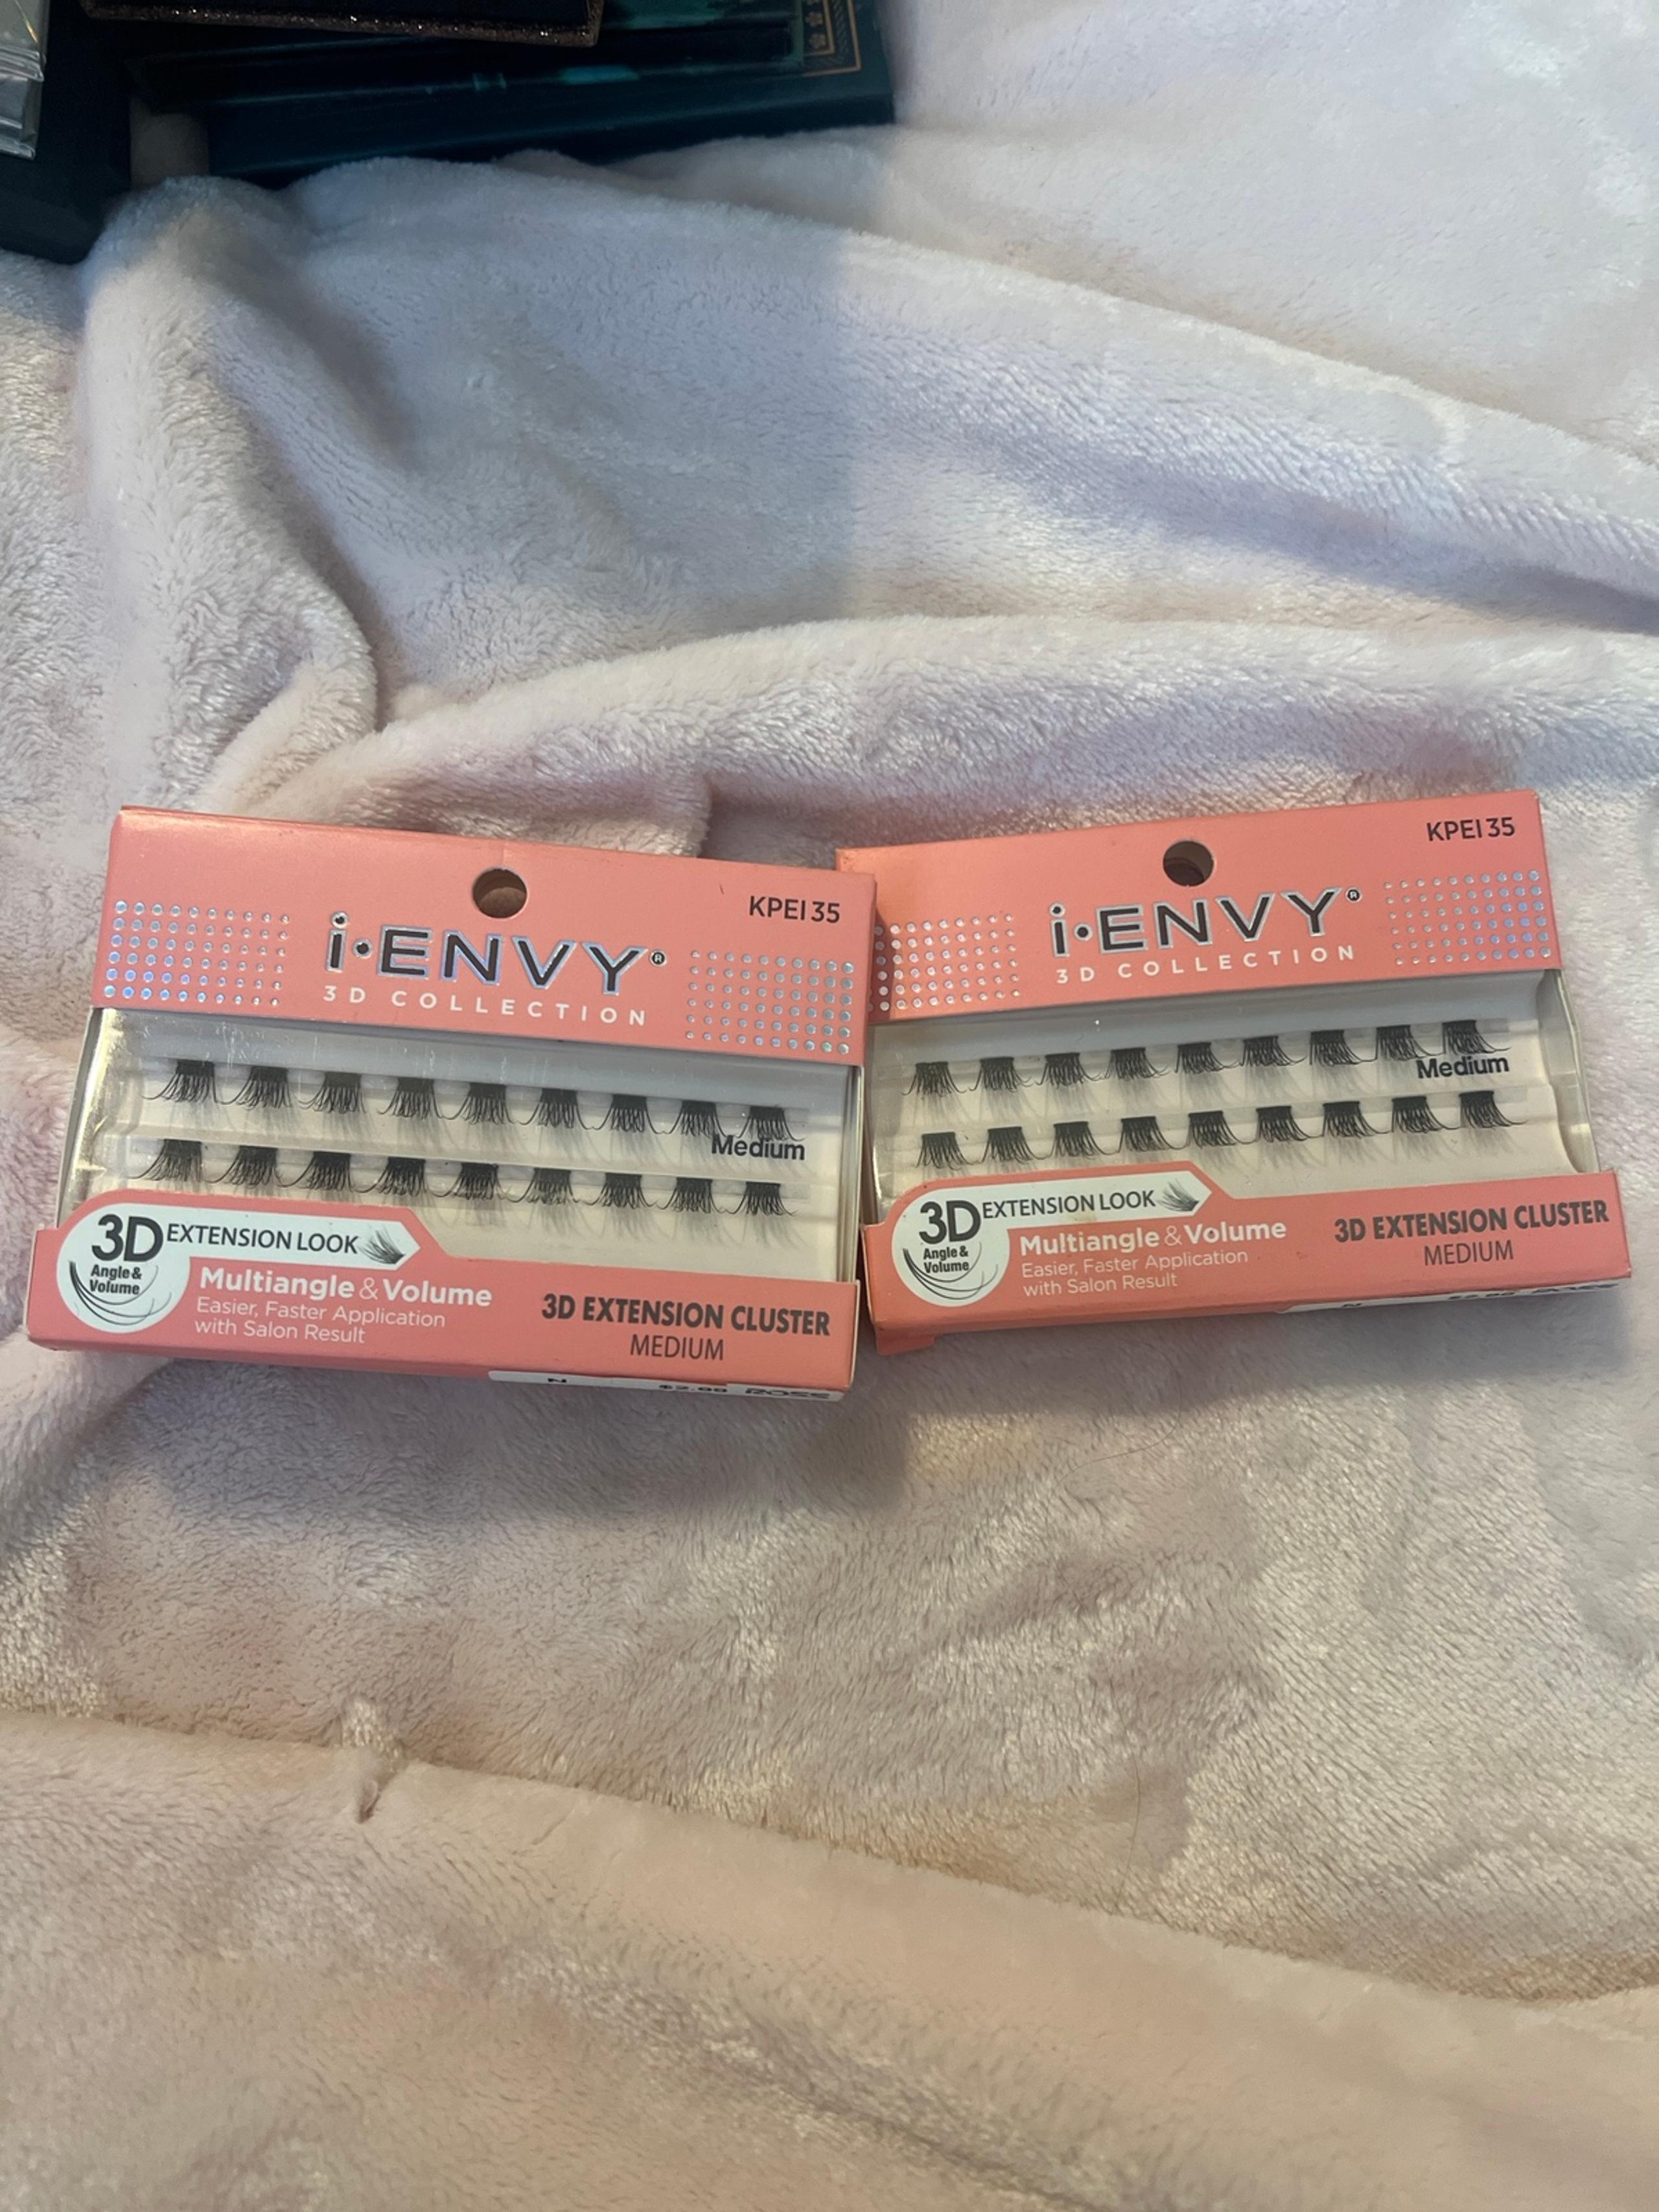 KPEI35
i•ENVY®
3D COLLECTION
Medium
3D EXTENSION LOOK
Angle &
Volume
Multiangle & Volume
Easier, Faster Application
with Salon Result
3D EXTENSION CLUSTER
MEDIUM
N
ROSS
KPEI35
i•ENVY®
3D COLLECTION
Medium
3D EXTENSION LOOK
Angle &
Volume
Multiangle & Volume
Easier, Faster Application
with Salon Result
3D EXTENSION CLUSTER
MEDIUM
N